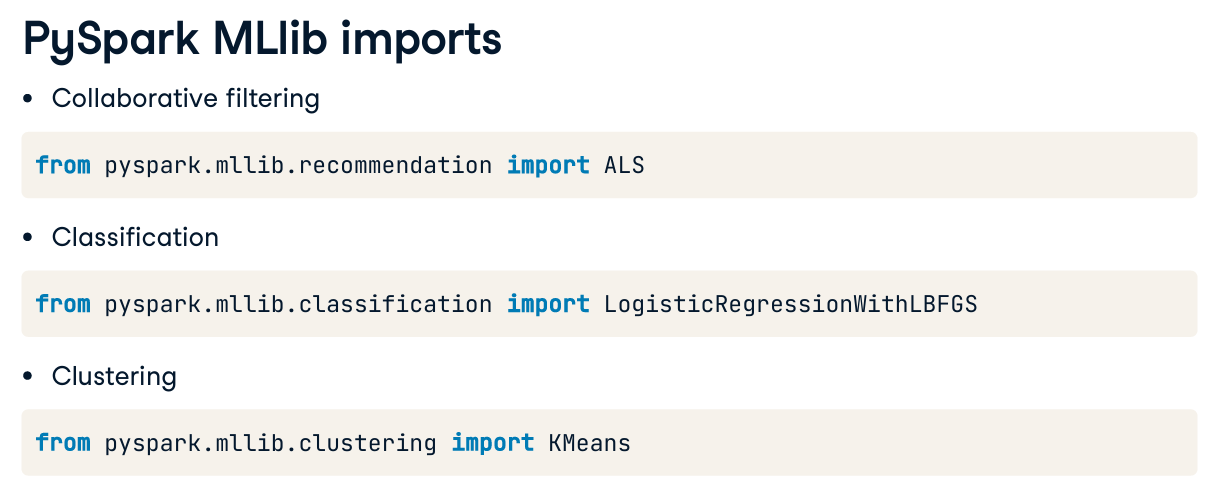 PySpark MLlib imports
• Collaborative filtering
from pyspark.mllib.recommendation import ALS
• Classification
from pyspark.mllib.classification import LogisticRegressionWithLBFGS
• Clustering
from pyspark.mllib.clustering import KMeans